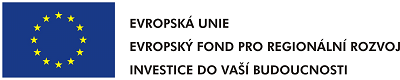 EVROPSKÁ UNIE
EVROPSKÝ FOND PRO REGIONÁLNÍ ROZVOJ
INVESTICE DO VAŠÍ BUDOUCNOSTI